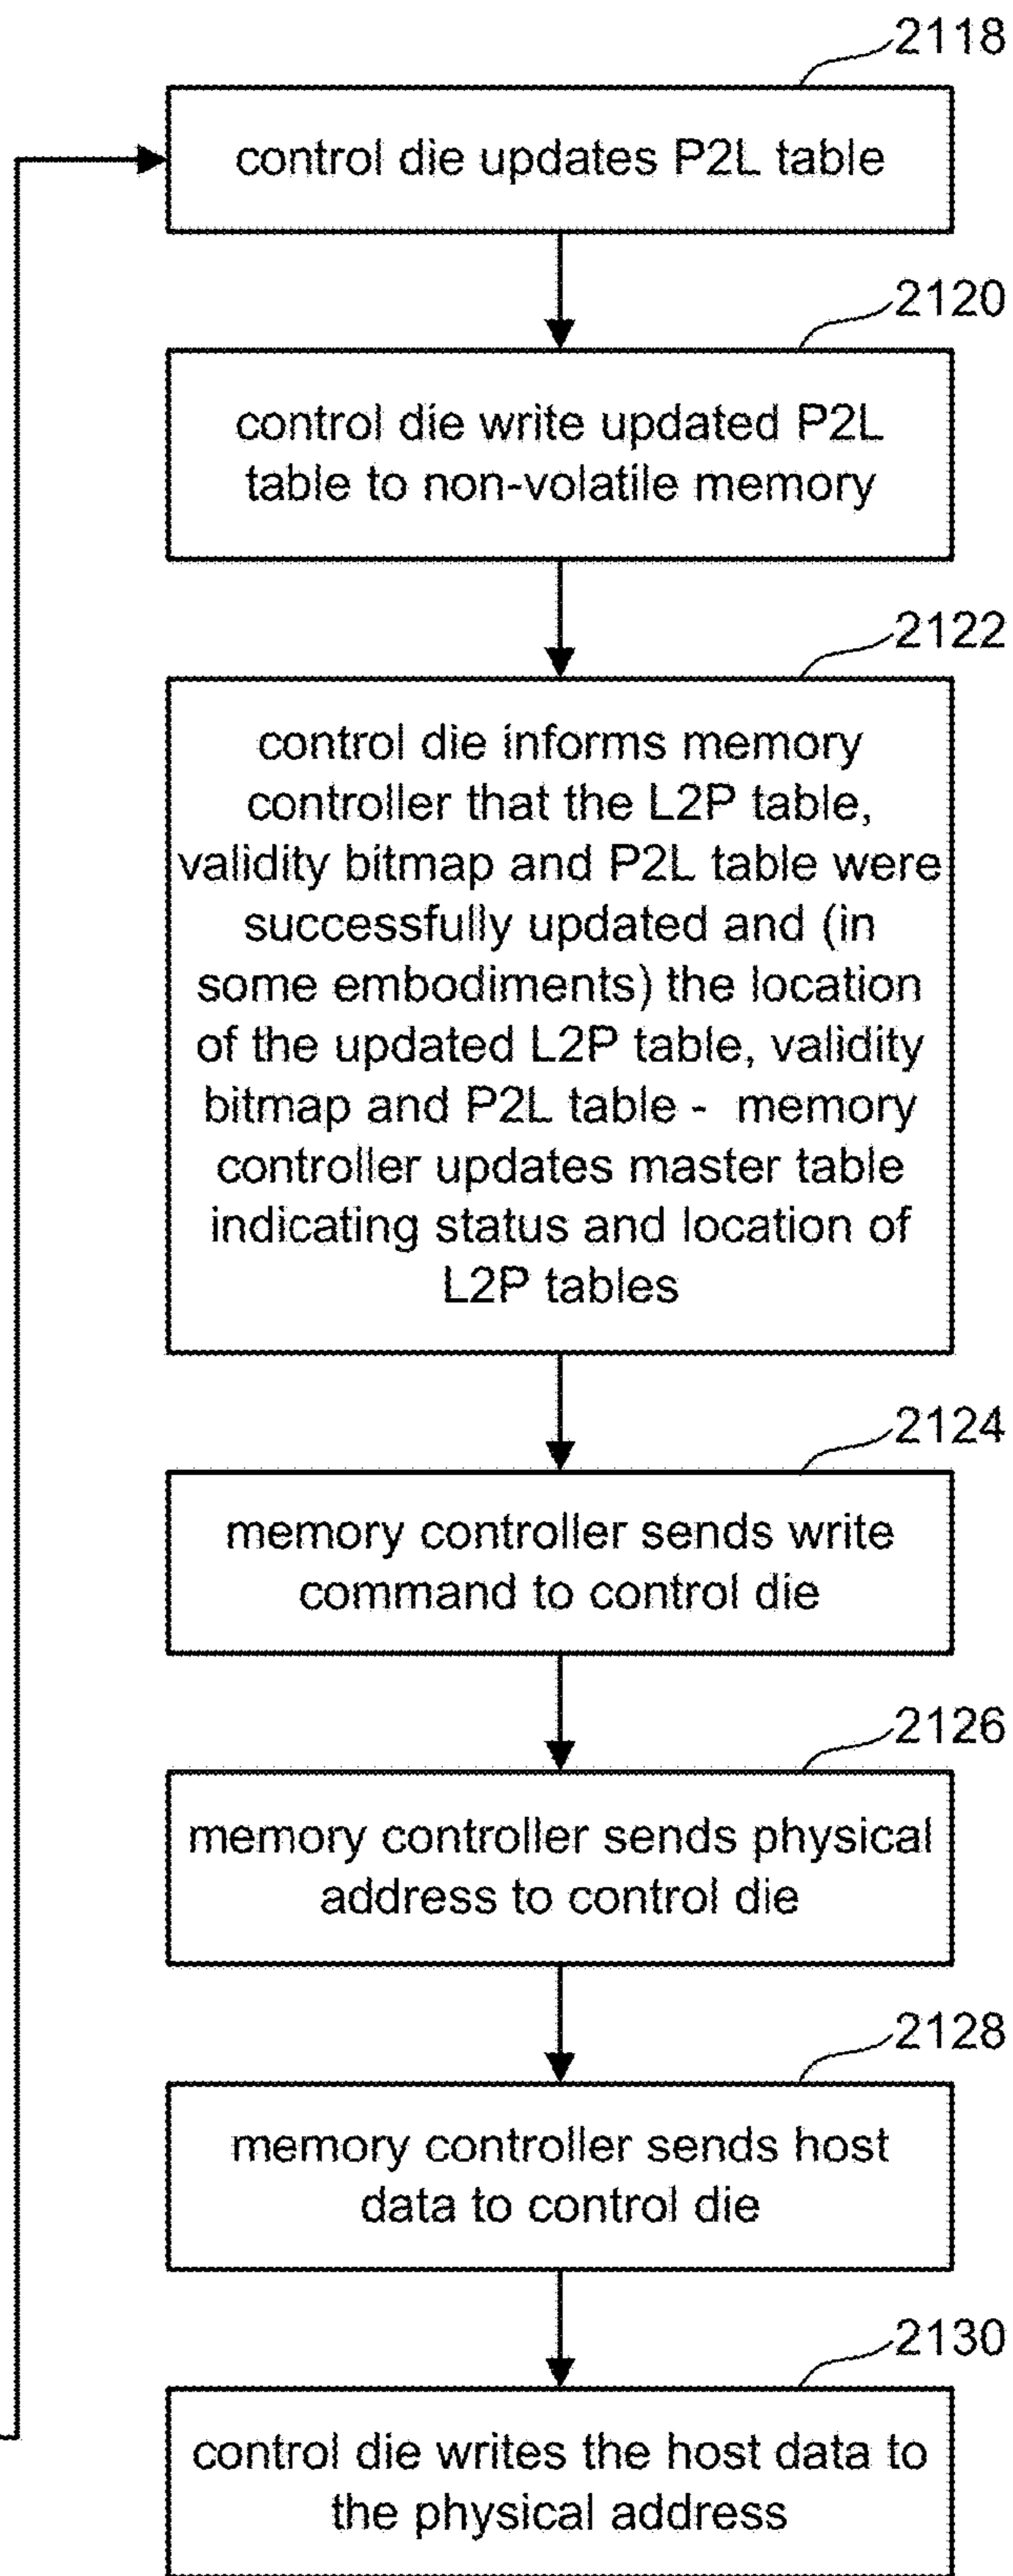 2118
control die updates P2L table
2120
control die write updated P2L
table to non-volatile memory
2122
control die informs memory
controller that the L2P table,
validity bitmap and P2L table were
successfully updated and (in
some embodiments) the location
of the updated L2P table, validity
bitmap and P2L table - memory
controller updates master table
indicating status and location of
L2P tables
2124
memory controller sends write
command to control die
2126
memory controller sends physical
address to control die
2128
memory controller sends host
data to control die
2130
control die writes the host data to
the physical address